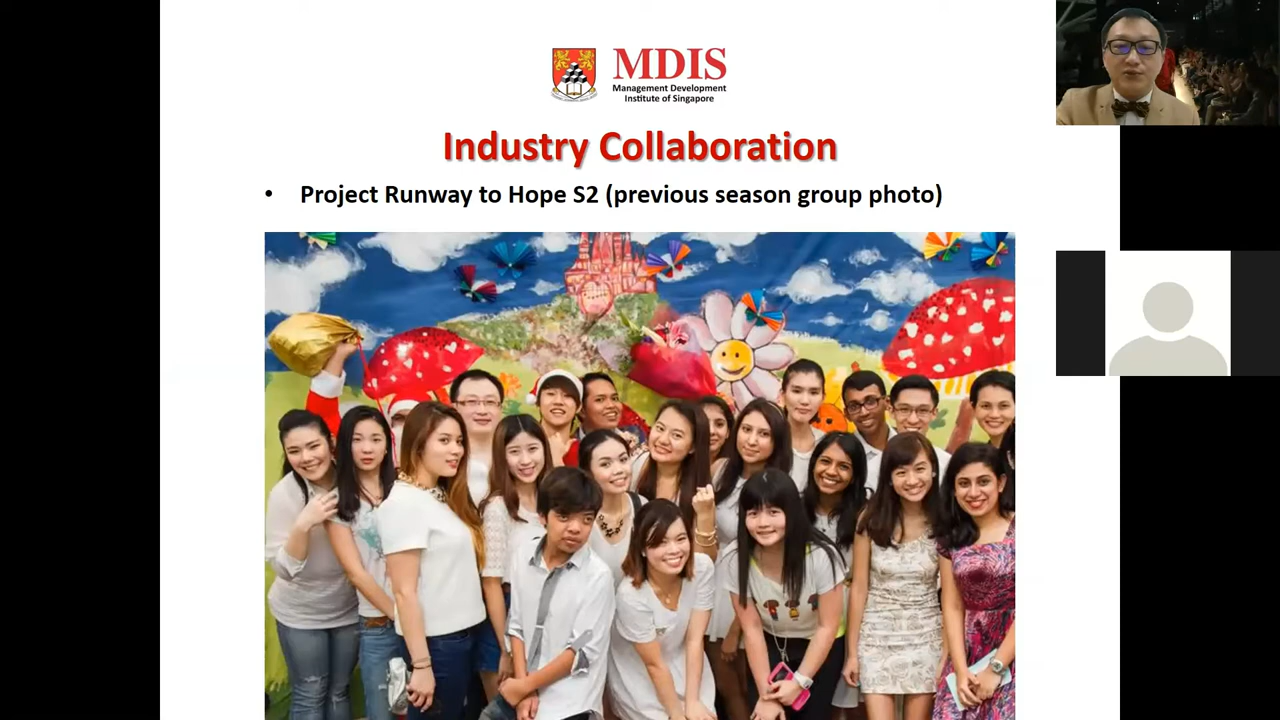 MDIS
Management Development
Institute of Singapore
Industry Collaboration
• Project Runway to Hope S2 (previous season group photo)